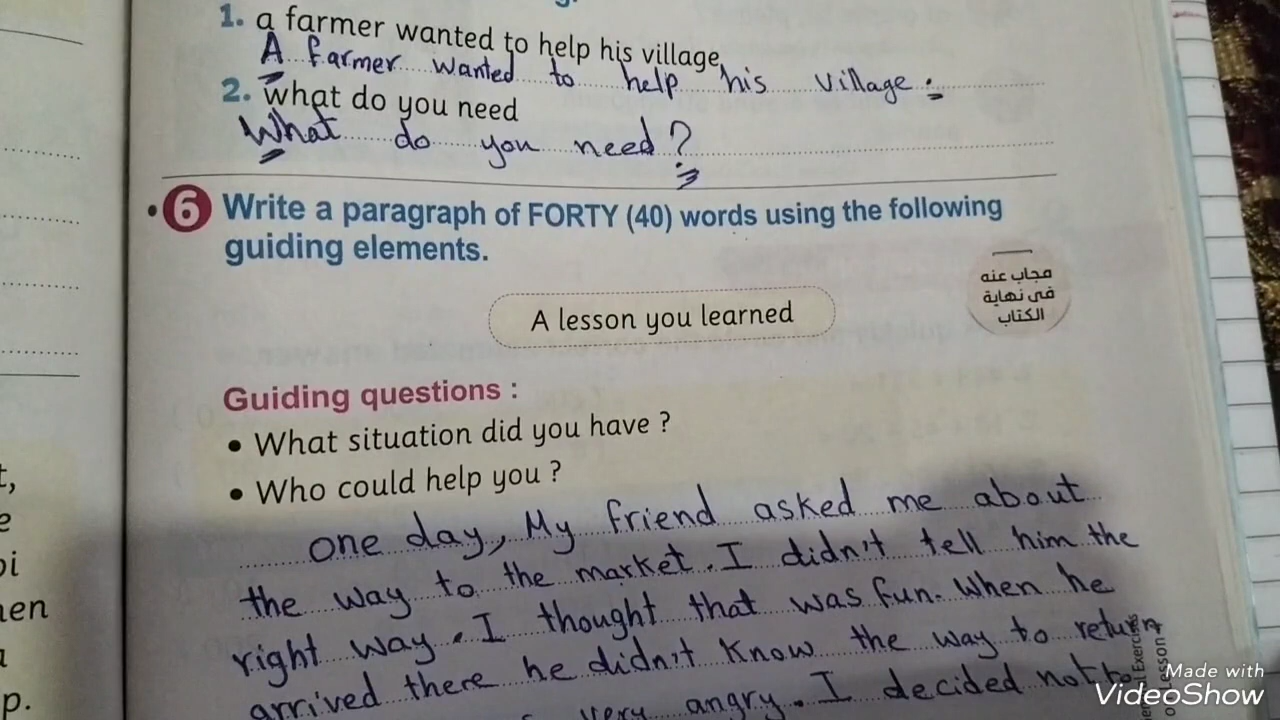 1. a farmer wanted to help his village
A farmer wanted to help his village .
2. what do you need
What do you need ?
6 Write a paragraph of FORTY (40) words using the following
guiding elements.
مجاب عنه
فى نهاية
الكتاب
A lesson you learned
Guiding questions :
• What situation did you have ?
• Who could help you ?
one day, My friend asked me about
the way to the market. I didn't tell him the
right way. I thought that was fun. When he
arrived there he didn't know the way to return
very angry. I decided not to
t,
e
oi
nen
p.
Made with
VideoShow